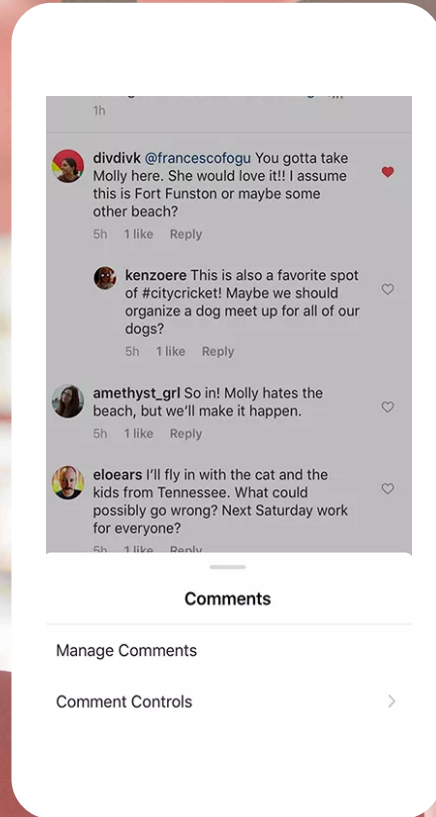 1h
divdivk @francescofogu You gotta take
Molly here. She would love it!! I assume
this is Fort Funston or maybe some
other beach?
5h 1 like Reply
kenzoere This is also a favorite spot
of #citycricket! Maybe we should
organize a dog meet up for all of our
dogs?
5h 1 like Reply
amethyst_grl So in! Molly hates the
beach, but we’ll make it happen.
5h 1 like Reply
eloears I’ll fly in with the cat and the
kids from Tennessee. What could
possibly go wrong? Next Saturday work
for everyone?
5h 1 like Reply
Comments
Manage Comments
Comment Controls